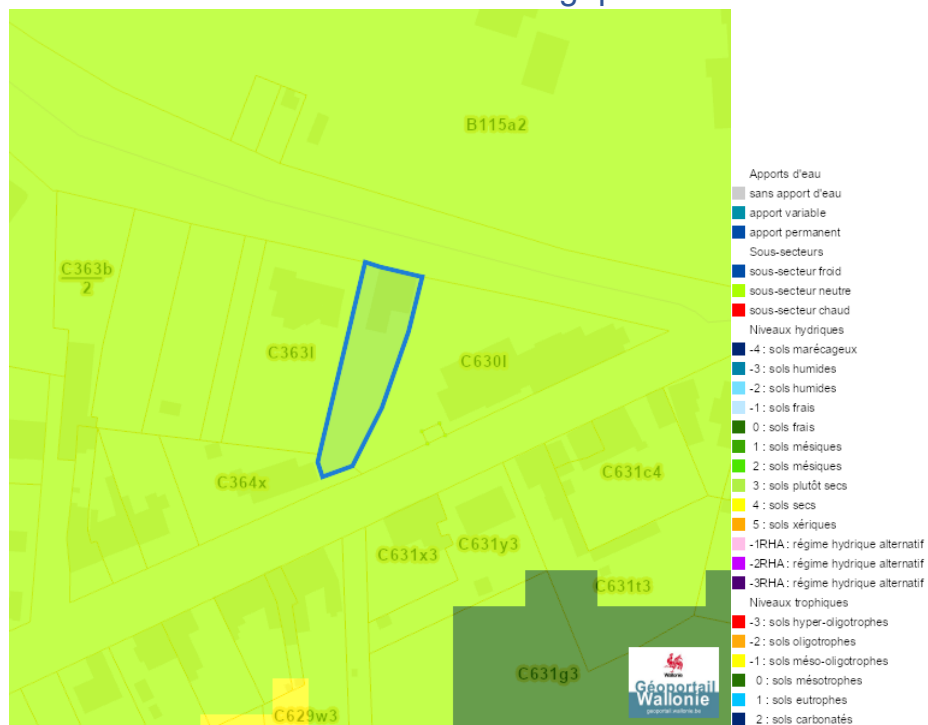 B115a2
C363b
2
C363l
C630l
C364x
C631c4
C631x3
C631y3
C631t3
C631g3
C629w3
Wallonie
Géoportail
Wallonie
geoportail.wallonie.be
Apports d'eau
sans apport d'eau
apport variable
apport permanent
Sous-secteurs
sous-secteur froid
sous-secteur neutre
sous-secteur chaud
Niveaux hydriques
-4 : sols marécageux
-3 : sols humides
-2 : sols humides
-1 : sols frais
0 : sols frais
1 : sols mésiques
2 : sols mésiques
3 : sols plutôt secs
4 : sols secs
5 : sols xériques
-1RHA : régime hydrique alternatif
-2RHA : régime hydrique alternatif
-3RHA : régime hydrique alternatif
Niveaux trophiques
-3 : sols hyper-oligotrophes
-2 : sols oligotrophes
-1 : sols méso-oligotrophes
0 : sols mésotrophes
1 : sols eutrophes
2 : sols carbonatés